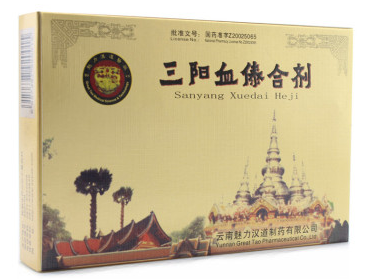 批准文号：国药准字Z20025065
三阳血傣合剂
Sanyang Xuedai Heji
云南魅力汉道制药有限公司
Yunnan Great Tao Pharmaceutical Co.,Ltd